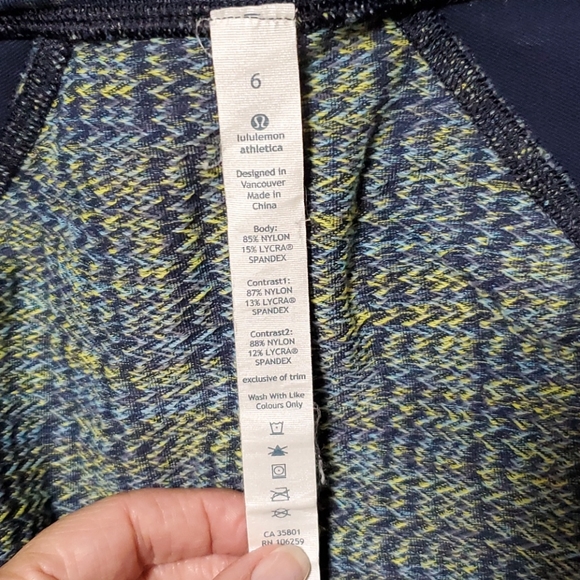 6
lululemon
athletica
Designed in
Vancouver
Made in
China
Body:
85% NYLON
15% LYCRA®
SPANDEX
Contrast1:
87% NYLON
13% LYCRA®
SPANDEX
Contrast2:
88% NYLON
12% LYCRA®
SPANDEX
exclusive of trim
Wash With Like
Colours Only
CA 35801
RN 106259